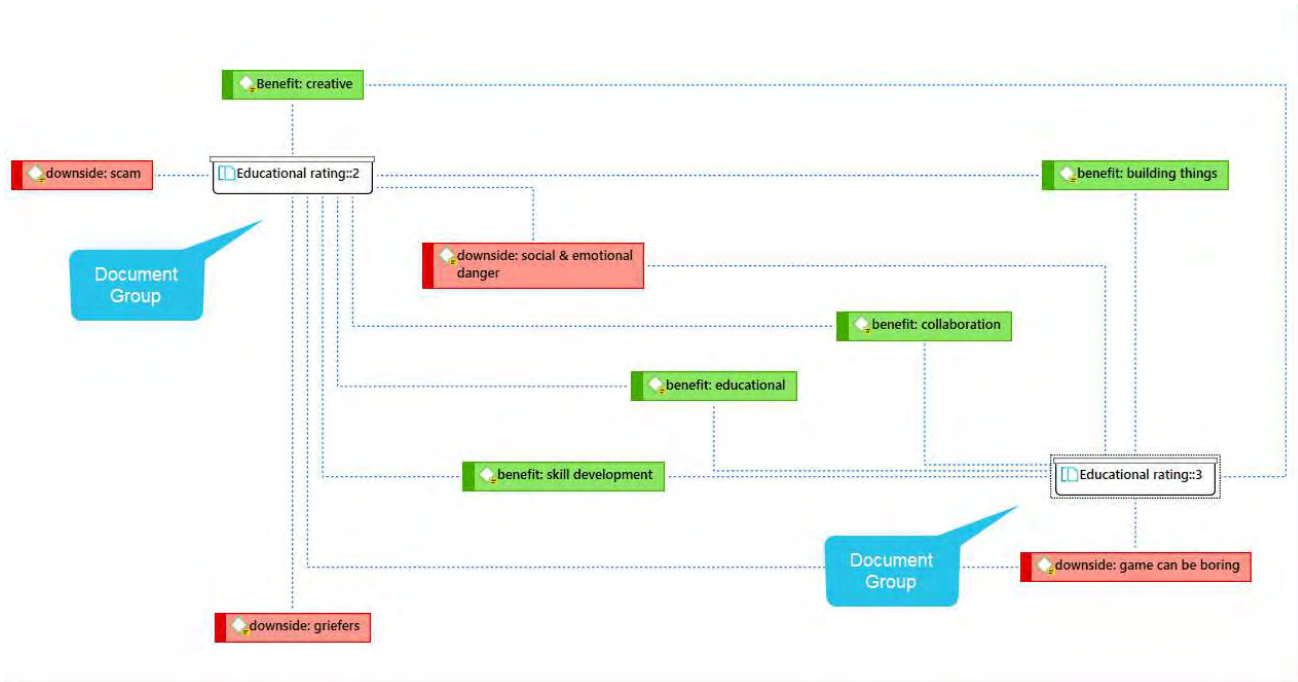 Benefit: creative
downside: scam
Educational rating::2
benefit: building things
Document
Group
downside: social & emotional
danger
benefit: collaboration
benefit: educational
benefit: skill development
Educational rating::3
Document
Group
downside: game can be boring
downside: griefers